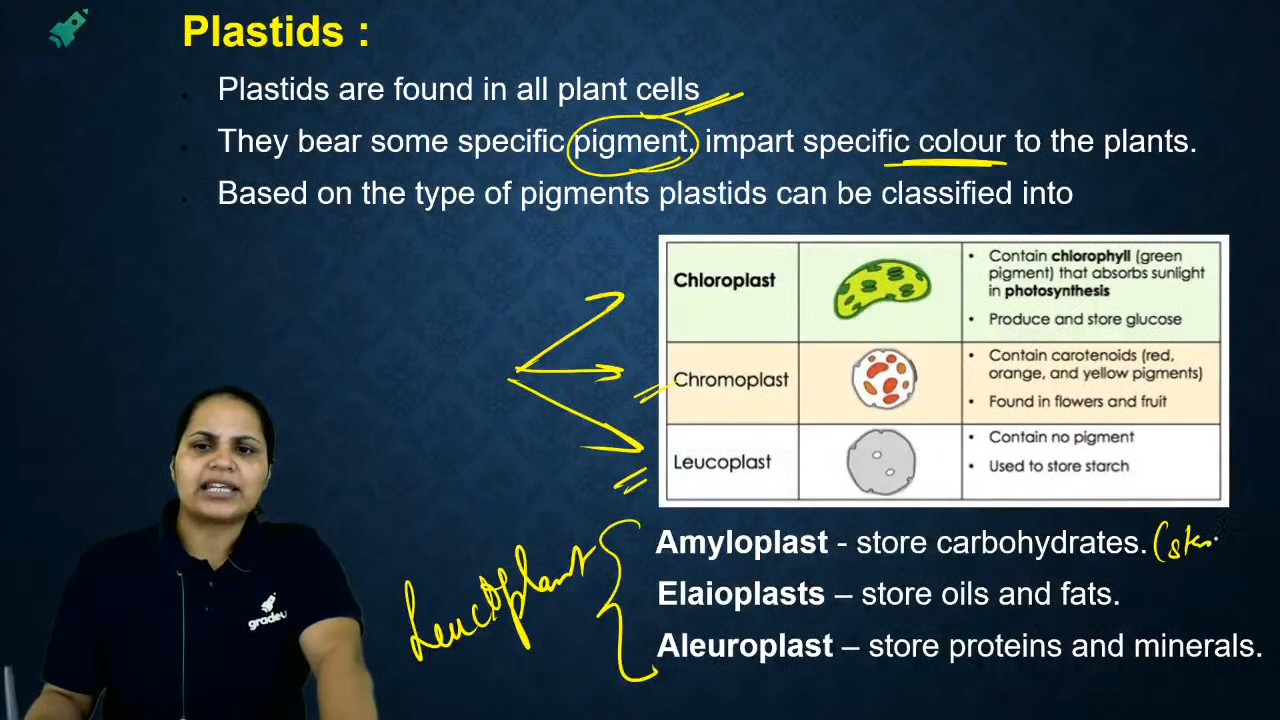 Plastids :
Plastids are found in all plant cells
They bear some specific pigment, impart specific colour to the plants.
Based on the type of pigments plastids can be classified into
Chloroplast
• Contain chlorophyll (green
pigment) that absorbs sunlight
in photosynthesis
• Produce and store glucose
Chromoplast
• Contain carotenoids (red,
orange, and yellow pigments)
• Found in flowers and fruit
Leucoplast
• Contain no pigment
• Used to store starch
Leucoplast
Amyloplast - store carbohydrates.
Elaioplasts – store oils and fats.
Aleuroplast – store proteins and minerals.
gradeup